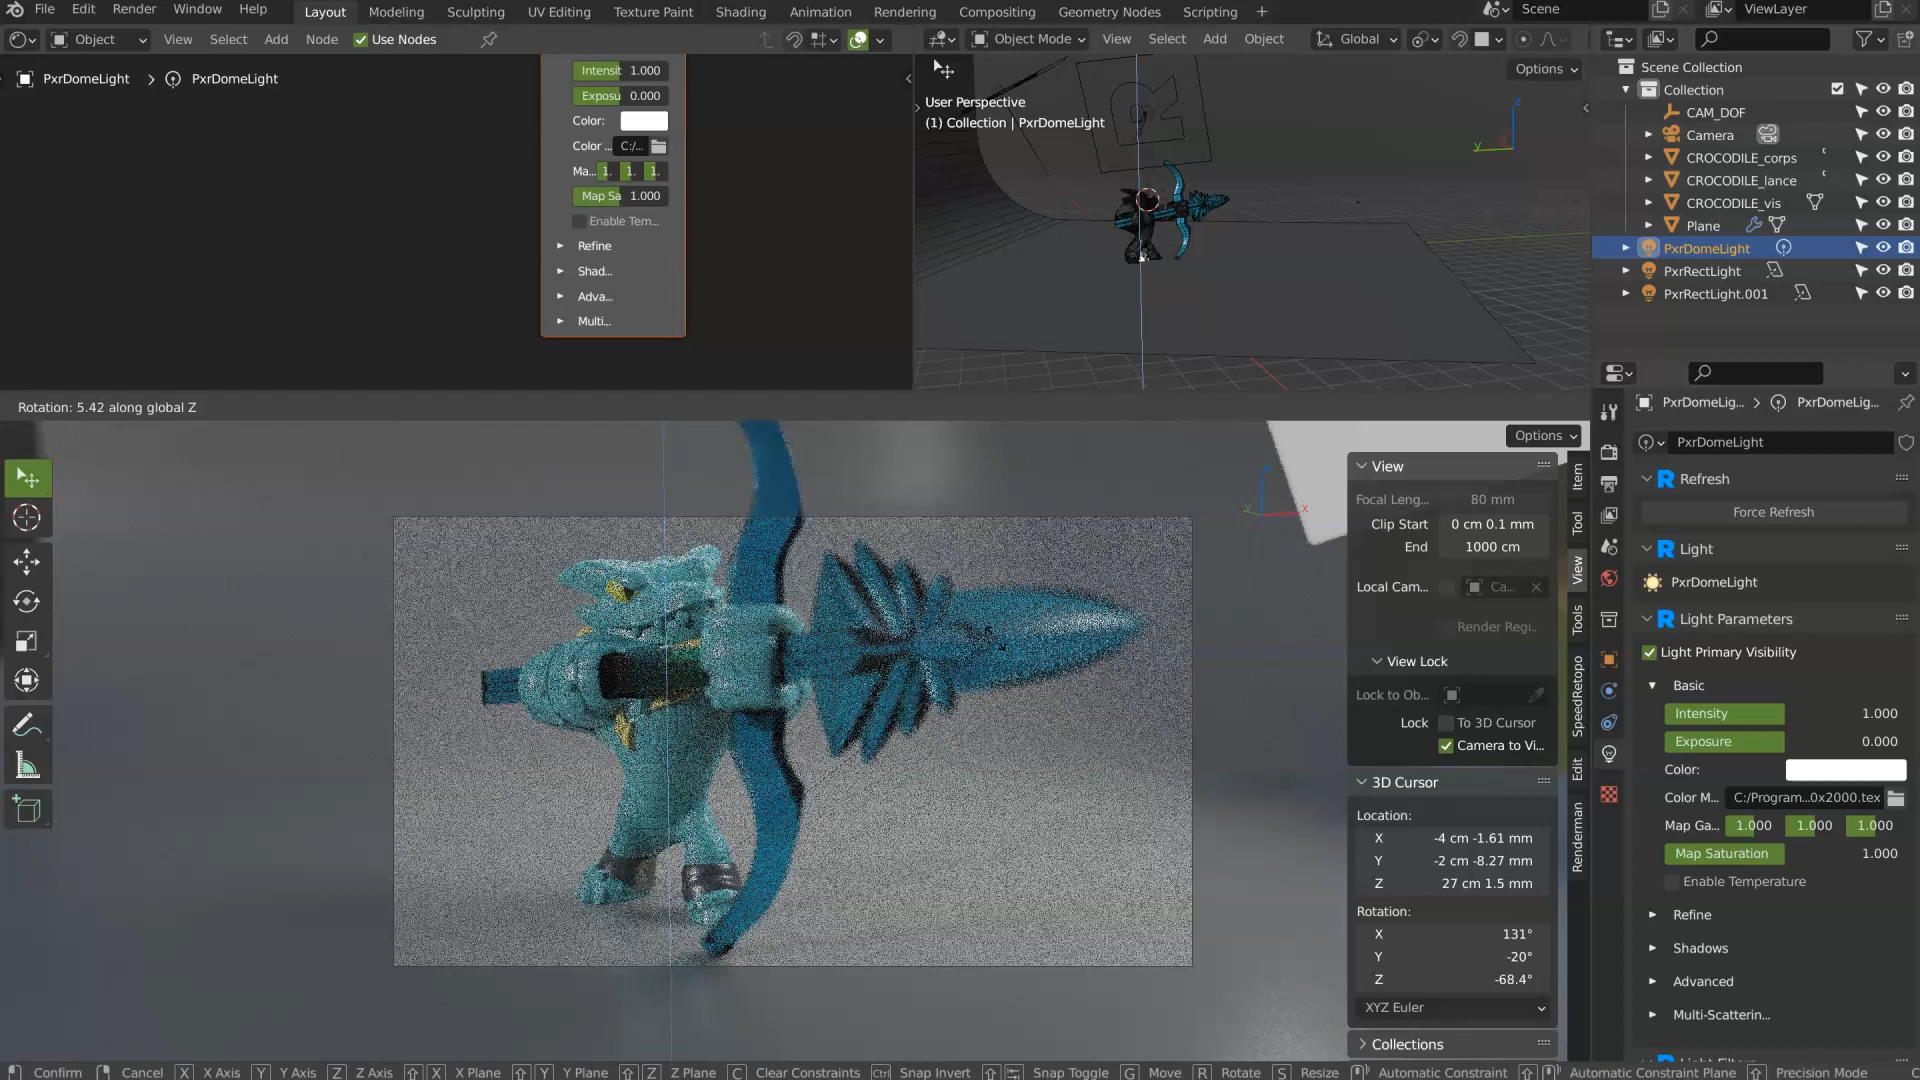 File Edit Render Window Help Layout Modeling Sculpting UV Editing Texture Paint Shading Animation Rendering Compositing Geometry Nodes Scripting + Scene ViewLayer
Object View Select Add Node Use Nodes
Object Mode View Select Add Object Global
PxrDomeLight > PxrDomeLight
Intensit 1.000
Exposu 0.000
Color:
Color ... C:/...
Ma... 1. 1. 1.
Map Sa 1.000
Enable Tem...
Refine
Shad...
Adva...
Multi...
Options
User Perspective
(1) Collection | PxrDomeLight
Z
Y
Scene Collection
Collection
CAM_DOF
Camera
CROCODILE_corps
CROCODILE_lance
CROCODILE_vis
Plane
PxrDomeLight
PxrRectLight
PxrRectLight.001
Rotation: 5.42 along global Z
Options
X
View
Focal Leng... 80 mm
Clip Start 0 cm 0.1 mm
End 1000 cm
Local Cam... Ca...
Render Regi...
View Lock
Lock to Ob...
Lock To 3D Cursor
Camera to Vi...
3D Cursor
Location:
X -4 cm -1.61 mm
Y -2 cm -8.27 mm
Z 27 cm 1.5 mm
Rotation:
X 131°
Y -20°
Z -68.4°
XYZ Euler
Collections
Item
Tool
View
Tools
SpeedRetopo
Edit
Renderman
PxrDomeLig... > PxrDomeLig...
PxrDomeLight
Refresh
Force Refresh
Light
PxrDomeLight
Light Parameters
Light Primary Visibility
Basic
Intensity 1.000
Exposure 0.000
Color:
Color M... C:/Program...0x2000.tex
Map Ga... 1.000 1.000 1.000
Map Saturation 1.000
Enable Temperature
Refine
Shadows
Advanced
Multi-Scatterin...
Confirm Cancel X X Axis Y Y Axis Z Z Axis X X Plane Y Y Plane Z Z Plane C Clear Constraints Ctrl Snap Invert Snap Toggle G Move R Rotate S Resize Automatic Constraint Automatic Constraint Plane Precision Mode